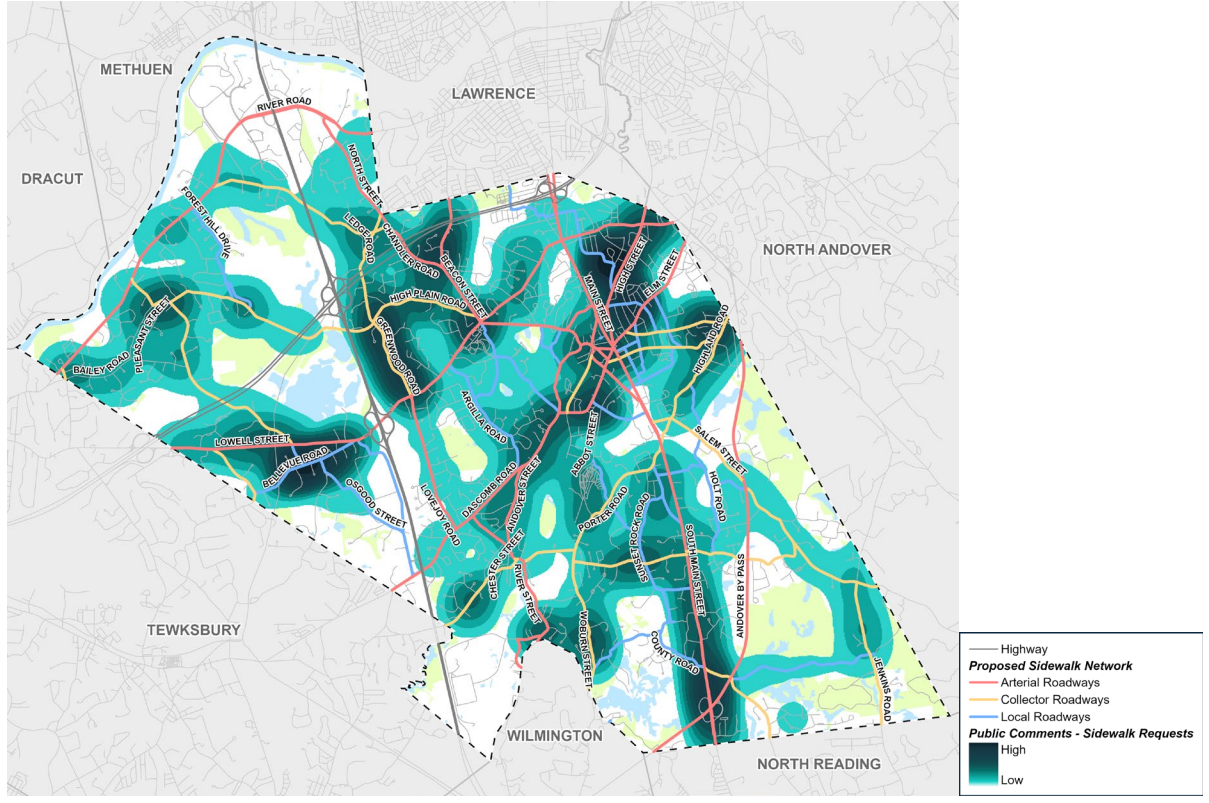 METHUEN
LAWRENCE
RIVER ROAD
DRACUT
NORTH STREET
FOREST HILL DRIVE
LEDGE ROAD
CHANDLER ROAD
NORTH ANDOVER
HIGH STREET
ELM STREET
BEACON STREET
MAIN STREET
HIGH PLAIN ROAD
PLEASANT STREET
GREENWOOD ROAD
HIGHLAND ROAD
BAILEY ROAD
ARGILLA ROAD
LOWELL STREET
ABBOT STREET
SALEM STREET
BELLEVUE ROAD
DASCOMB ROAD
HOLT ROAD
OSGOOD STREET
LOVEJOY ROAD
ANDOVER STREET
PORTER ROAD
SUNSET ROCK ROAD
SOUTH MAIN STREET
CHESTER STREET
RIVER STREET
ANDOVER BY PASS
TEWKSBURY
WOBURN STREET
COUNTY ROAD
JENKINS ROAD
WILMINGTON
NORTH READING
Highway
Proposed Sidewalk Network
Arterial Roadways
Collector Roadways
Local Roadways
Public Comments - Sidewalk Requests
High
Low